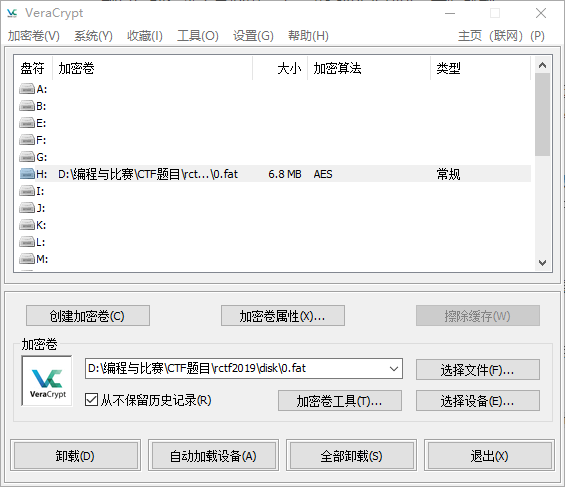 VeraCrypt
加密卷(V) 系统(Y) 收藏(I) 工具(O) 设置(G) 帮助(H) 主页（联网）(P)
盘符 加密卷 大小 加密算法 类型
A:
B:
E:
F:
G:
H: D:\编程与比赛\CTF题目\rct...\0.fat 6.8 MB AES 常规
I:
J:
K:
L:
M:
创建加密卷(C) 加密卷属性(X)... 擦除缓存(W)
加密卷
VeraCrypt
D:\编程与比赛\CTF题目\rctf2019\disk\0.fat 选择文件(F)...
从不保留历史记录(R) 加密卷工具(T)... 选择设备(E)...
卸载(D) 自动加载设备(A) 全部卸载(S) 退出(X)